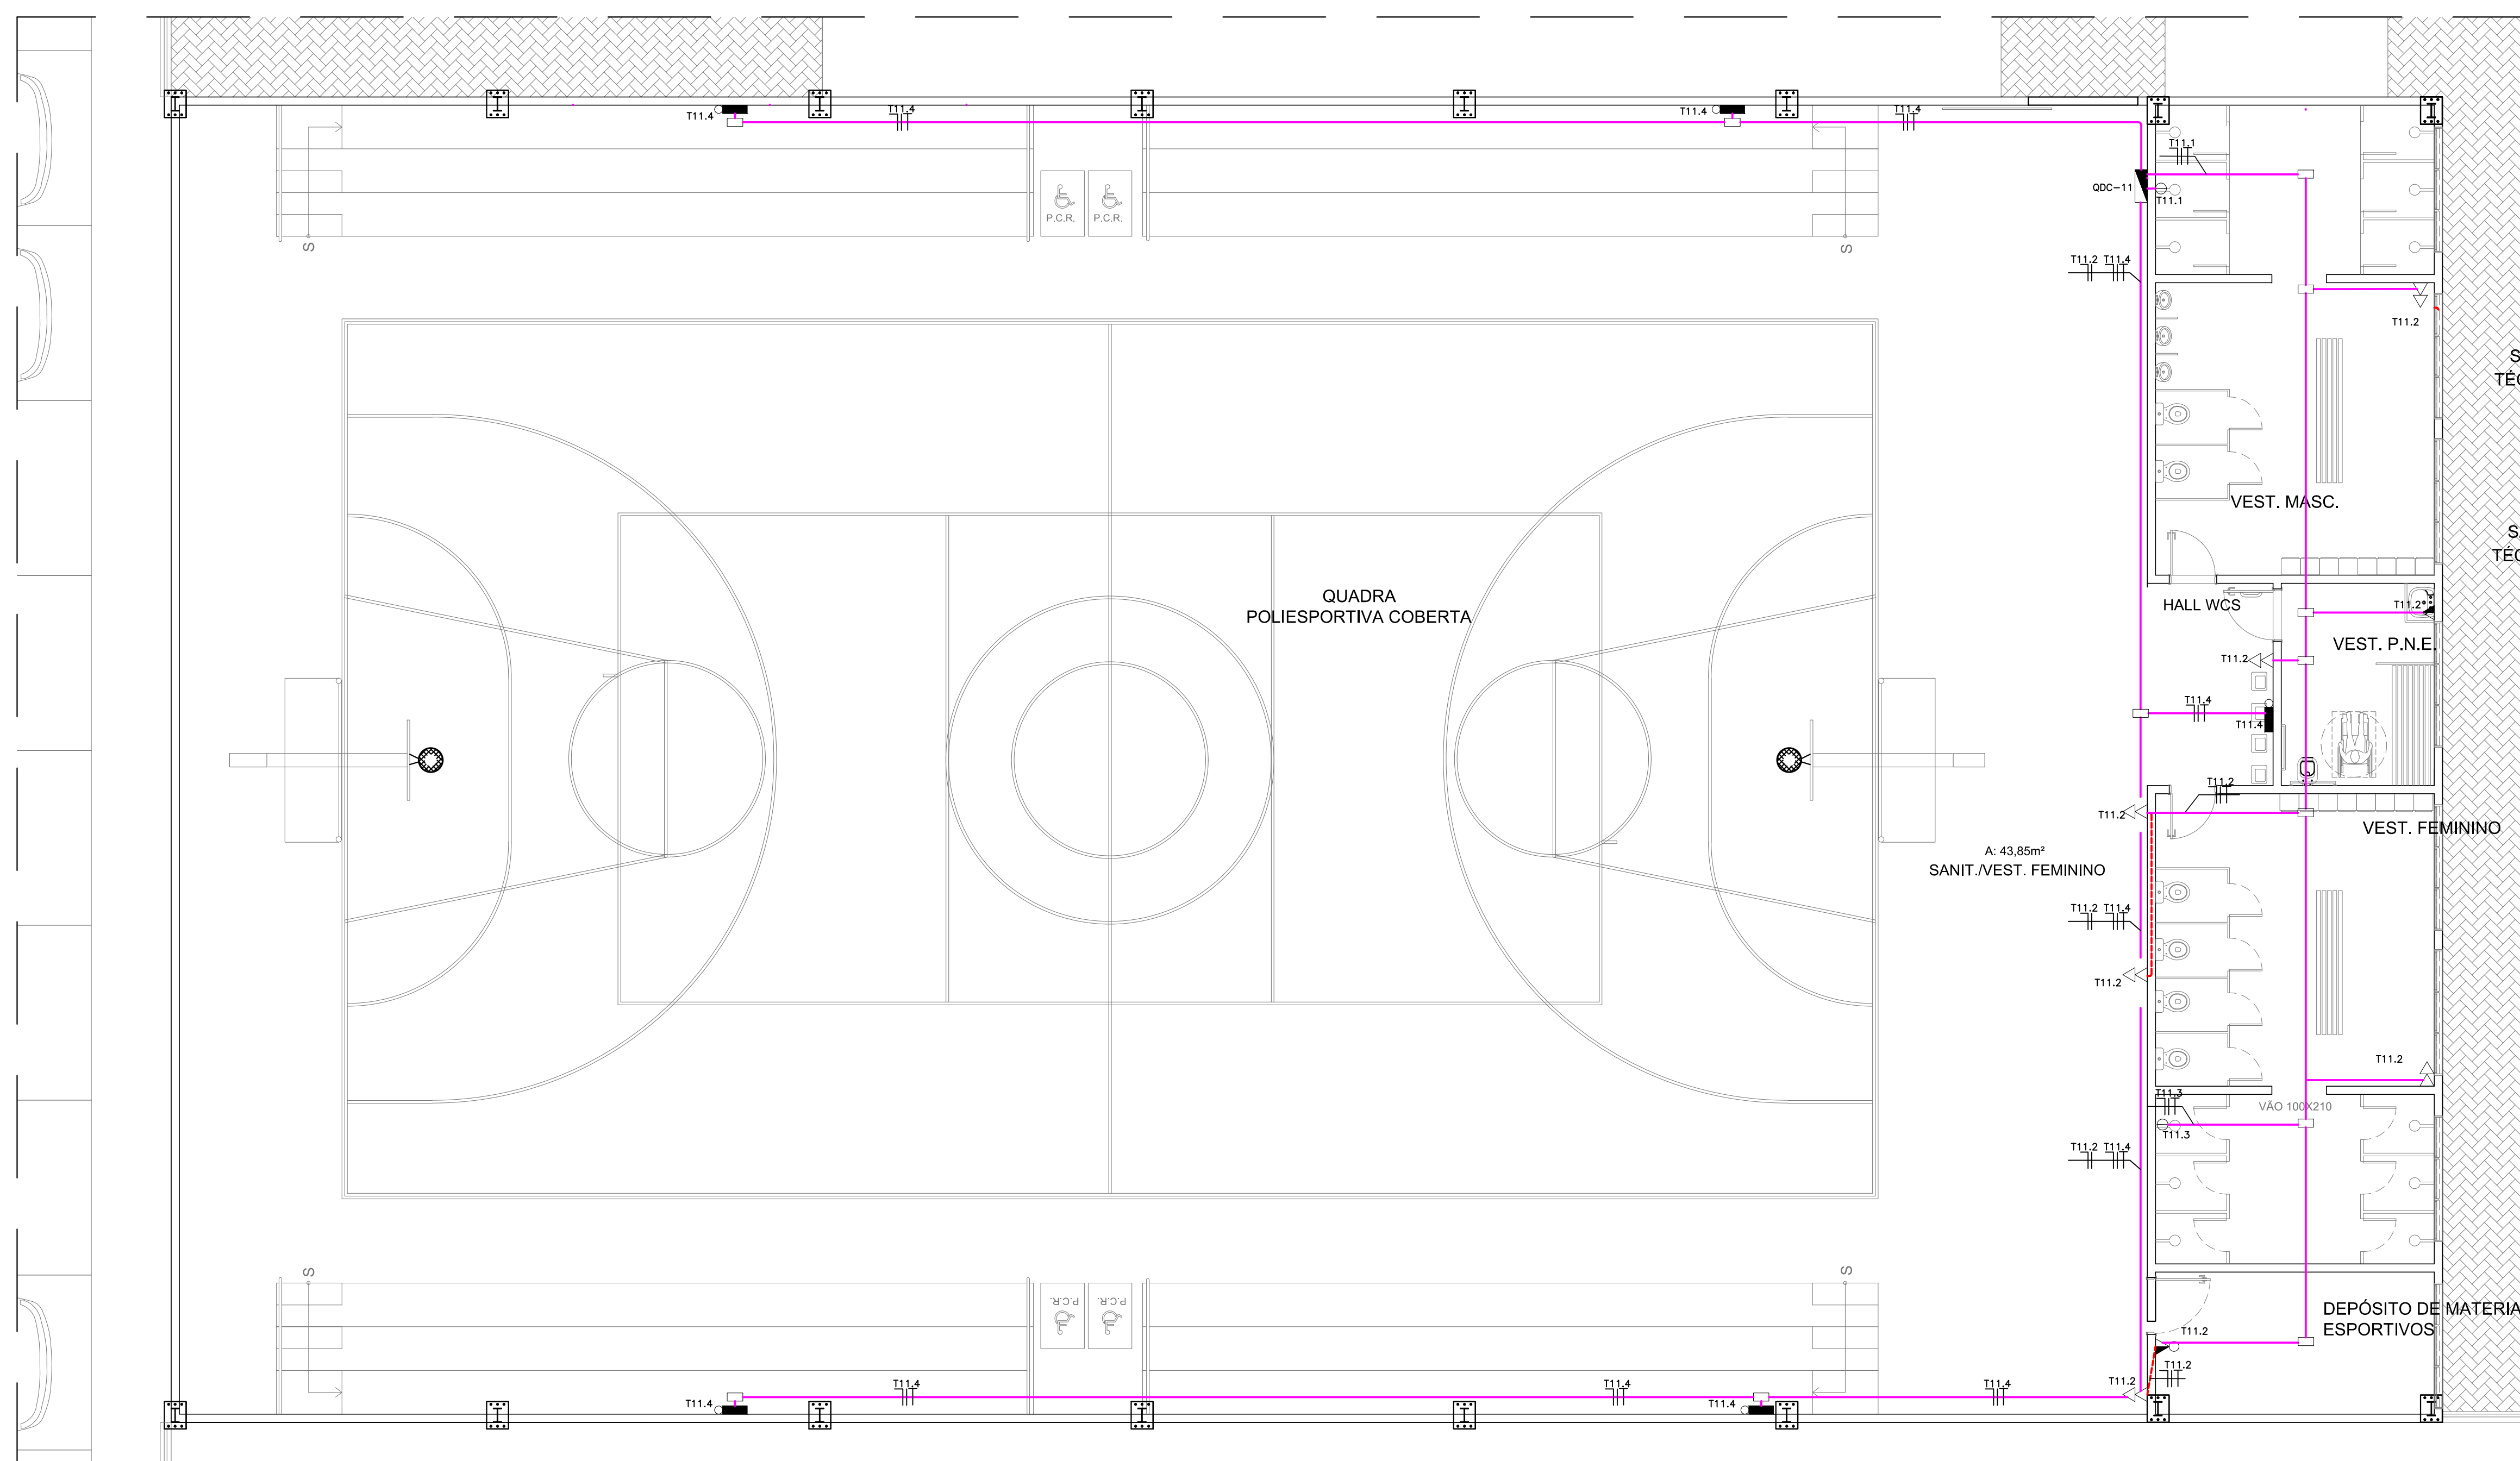 T11.4
T11.4
T11.4
T11.4
T11.1
QDC-11
T11.1
P.C.R.
P.C.R.
S
S
T11.2 T11.4
T11.2
S
TÉC
VEST. MASC.
S
TÉC
QUADRA
POLIESPORTIVA COBERTA
HALL WCS
T11.2
VEST. P.N.E.
T11.2
T11.4
T11.4
T11.2
T11.2
VEST. FEMININO
A: 43,85m²
SANIT./VEST. FEMININO
T11.2 T11.4
T11.2
T11.2
T11.3
VÃO 100X210
T11.3
T11.2 T11.4
S
S
P.C.R.
P.C.R.
DEPÓSITO DE MATERIA
ESPORTIVOS
T11.2
T11.2
T11.2
T11.4
T11.4
T11.4
T11.4
T11.4